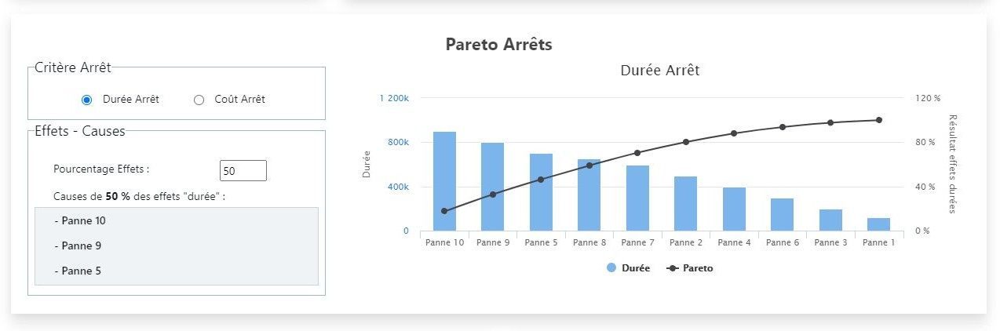 Pareto Arrêts
Critère Arrêt
Durée Arrêt
Coût Arrêt
Effets - Causes
Pourcentage Effets :
50
Causes de 50 % des effets "durée" :
- Panne 10
- Panne 9
- Panne 5
Durée Arrêt
1 200k
800k
400k
0
Durée
120 %
80 %
40 %
0 %
Résultat effets durées
Panne 10
Panne 9
Panne 5
Panne 8
Panne 7
Panne 2
Panne 4
Panne 6
Panne 3
Panne 1
Durée
Pareto